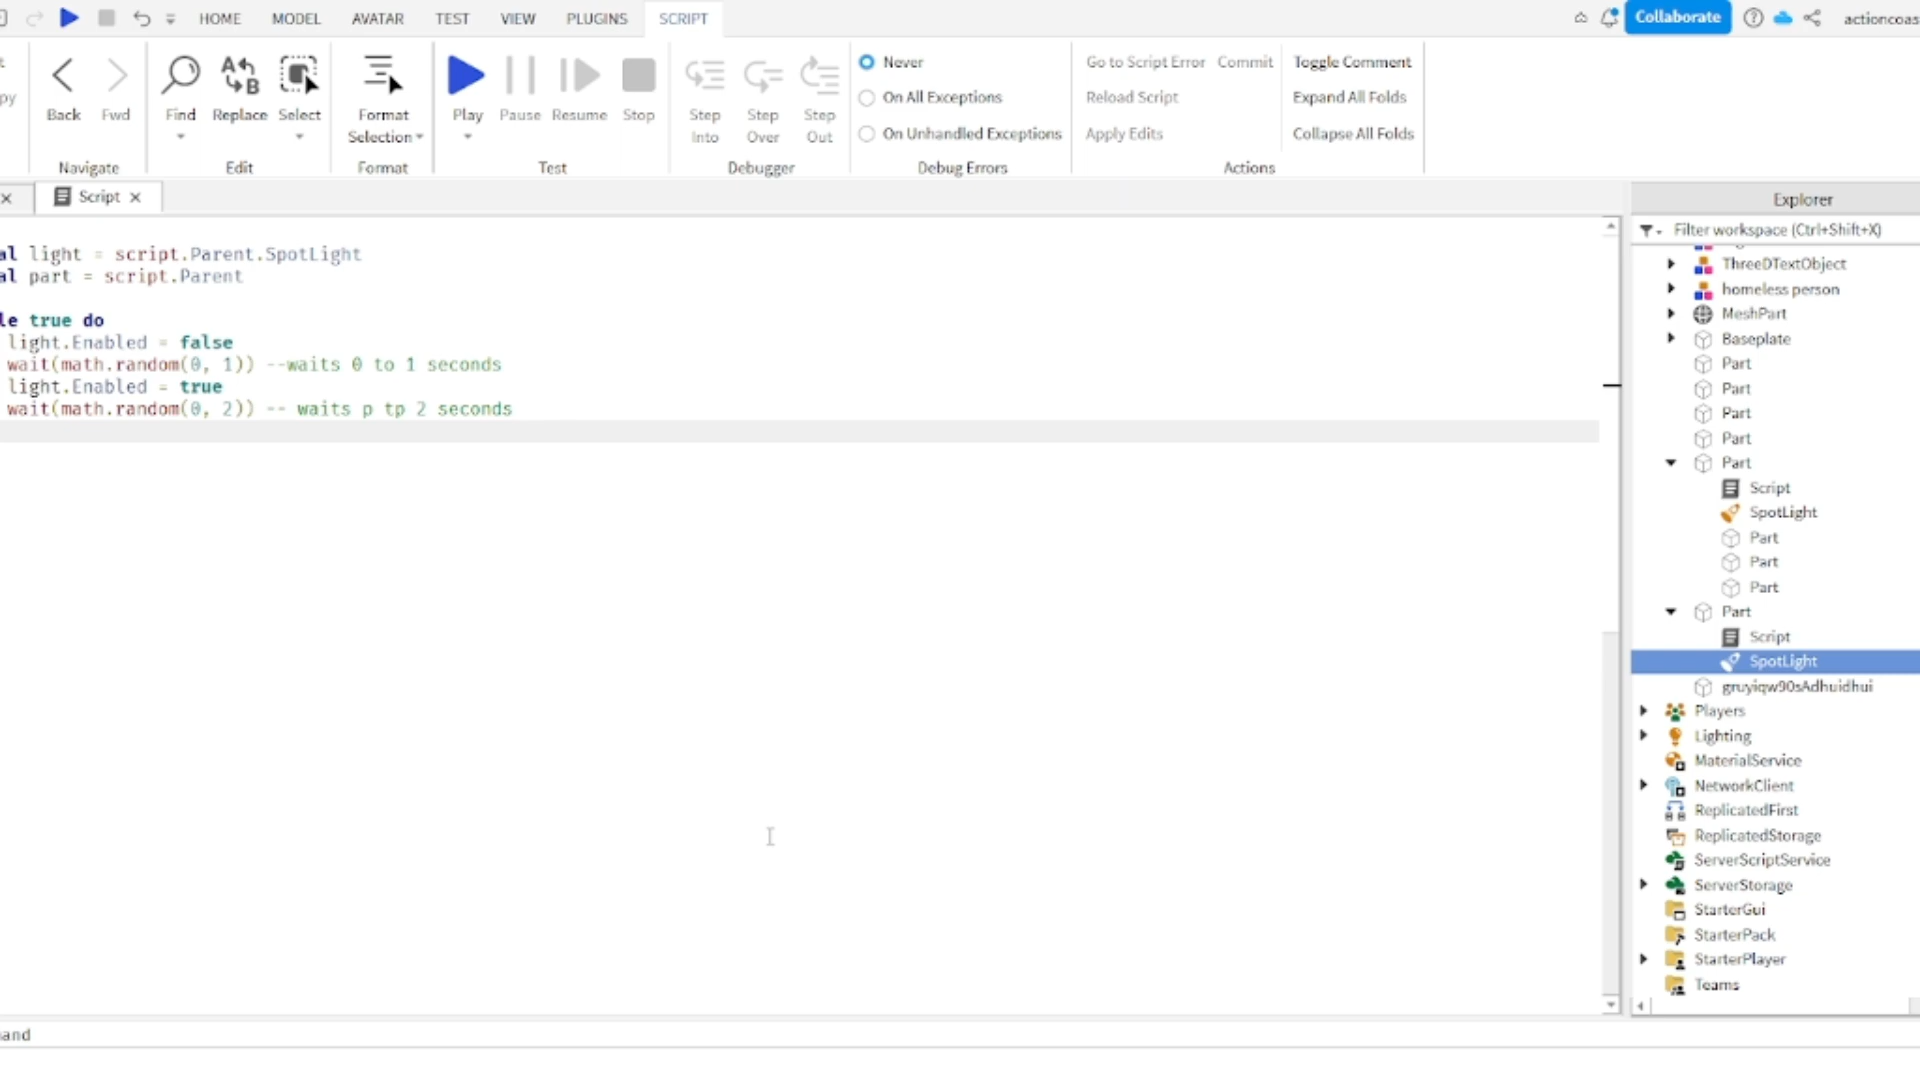 HOME MODEL AVATAR TEST VIEW PLUGINS SCRIPT
Collaborate
actioncoas
Back Fwd
Navigate
Find Replace Select
Edit
Format
Selection
Format
Play Pause Resume Stop
Test
Step Into
Step Over
Step Out
Debugger
Never
On All Exceptions
On Unhandled Exceptions
Debug Errors
Go to Script Error Commit
Reload Script
Apply Edits
Toggle Comment
Expand All Folds
Collapse All Folds
Actions
Script
al light = script.Parent.SpotLight
al part = script.Parent
le true do
light.Enabled = false
wait(math.random(0, 1)) --waits 0 to 1 seconds
light.Enabled = true
wait(math.random(0, 2)) -- waits p tp 2 seconds
Explorer
Filter workspace (Ctrl+Shift+X)
ThreeDTextObject
homeless person
MeshPart
Baseplate
Part
Part
Part
Part
Part
Script
SpotLight
Part
Part
Part
Part
Script
SpotLight
gruyiqw90sAdhuidhui
Players
Lighting
MaterialService
NetworkClient
ReplicatedFirst
ReplicatedStorage
ServerScriptService
ServerStorage
StarterGui
StarterPack
StarterPlayer
Teams
and